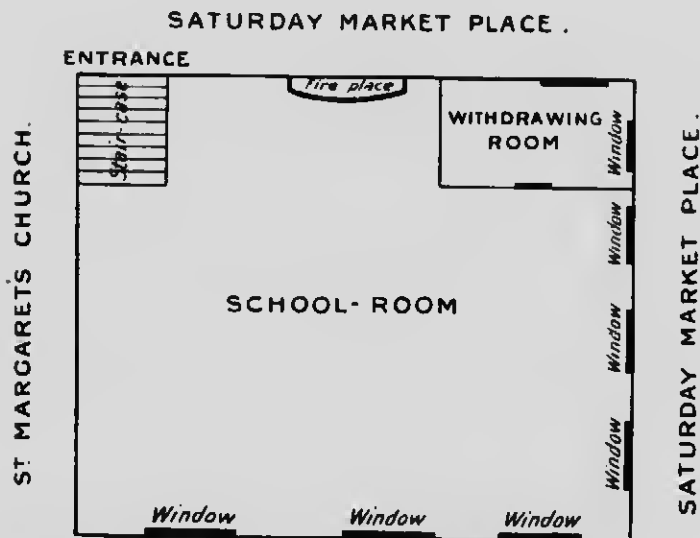 SATURDAY MARKET PLACE.
ENTRANCE
Fire place
Stair-case
WITHDRAWING
ROOM
Window
ST MARGARETS CHURCH.
SATURDAY MARKET PLACE.
Window
SCHOOL-ROOM
Window
Window
Window
Window
Window